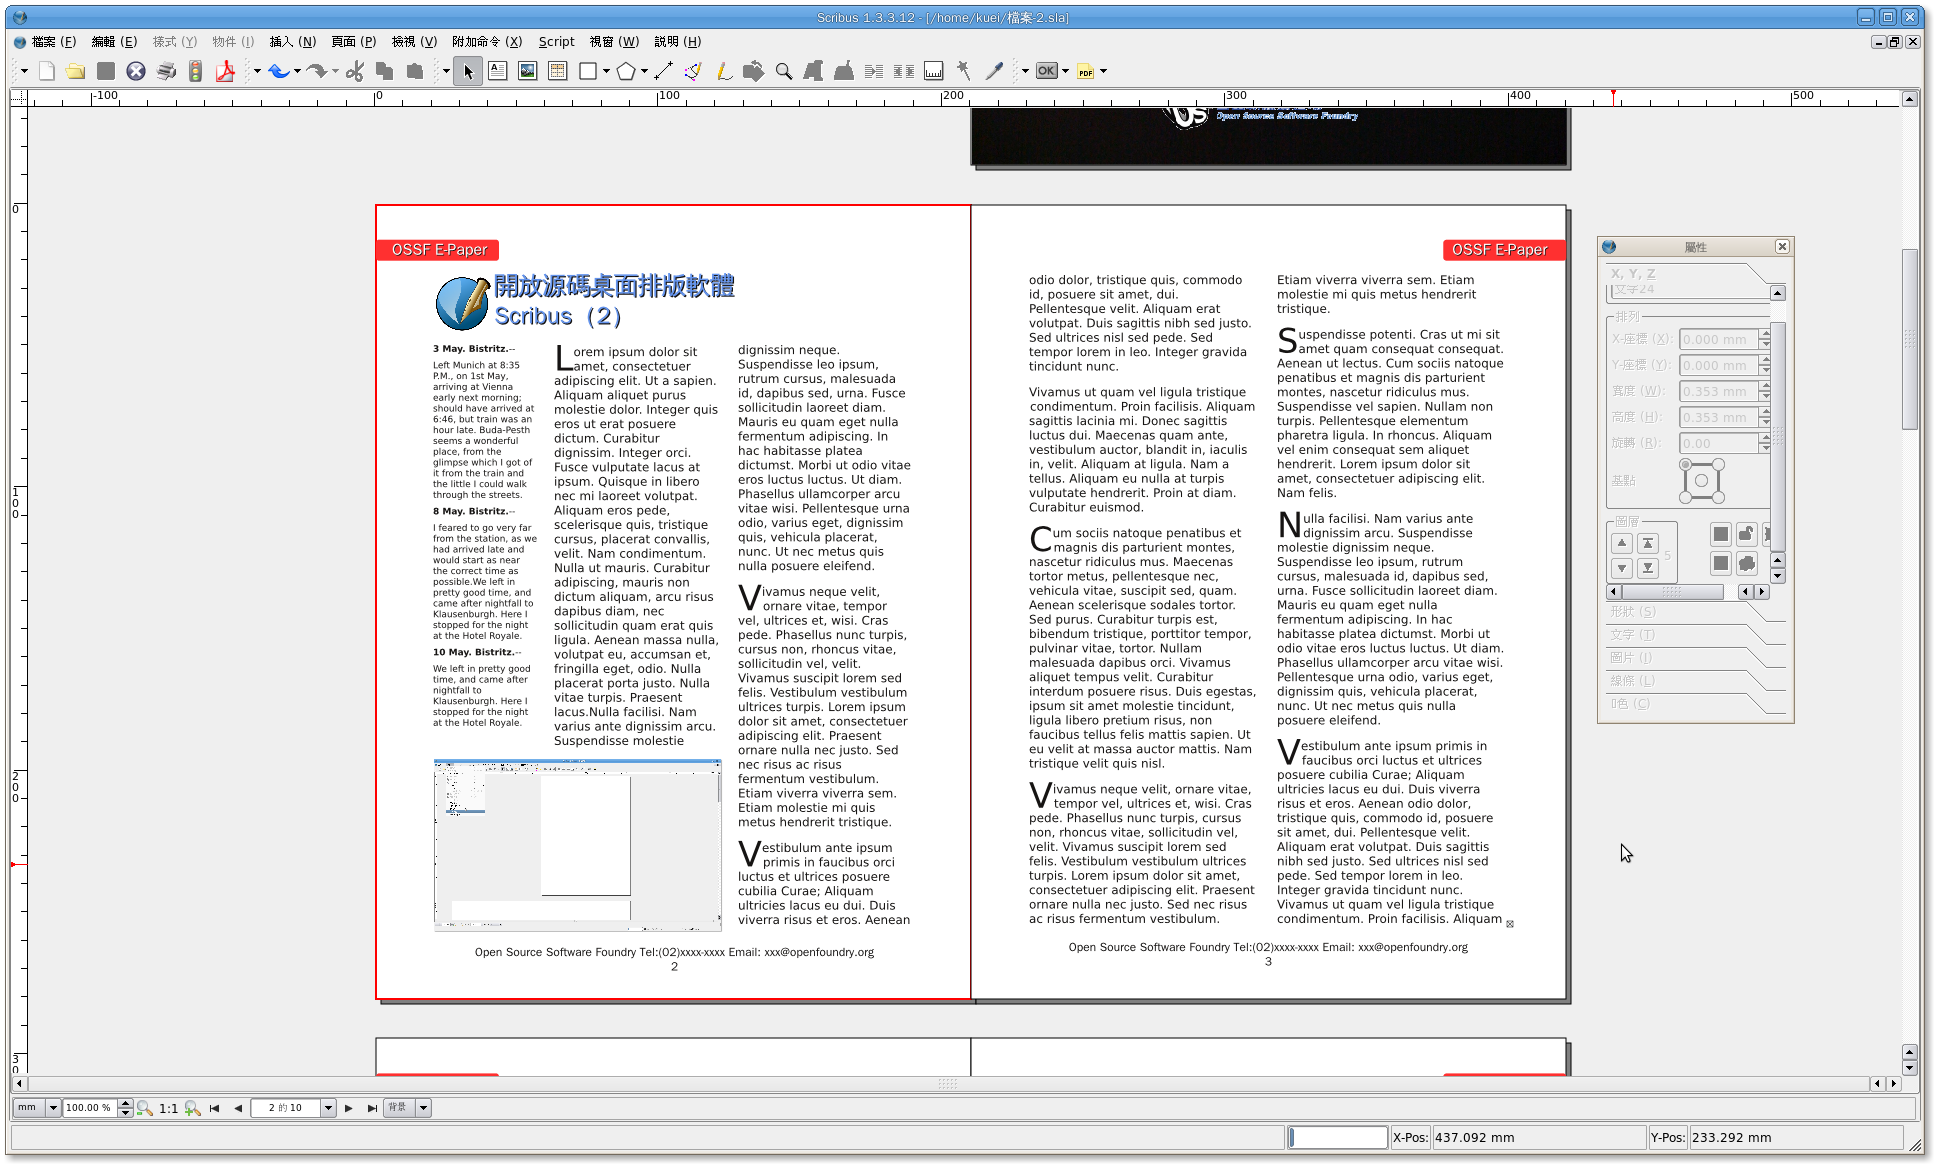 Scribus 1.3.3.12 - [/home/kuei/檔案-2.sla]
檔案 (F) 編輯 (E) 樣式 (Y) 物件 (I) 插入 (N) 頁面 (P) 檢視 (V) 附加命令 (X) Script 視窗 (W) 説明 (H)
OK PDF
-100 0 100 200 300 400 500
Open Source Software Foundry
0
100
200
30
OSSF E-Paper
開放源碼桌面排版軟體
Scribus（2）
3 May. Bistritz.--
Left Munich at 8:35
P.M., on 1st May,
arriving at Vienna
early next morning;
should have arrived at
6:46, but train was an
hour late. Buda-Pesth
seems a wonderful
place, from the
glimpse which I got of
it from the train and
the little I could walk
through the streets.
8 May. Bistritz.--
I feared to go very far
from the station, as we
had arrived late and
would start as near
the correct time as
possible.We left in
pretty good time, and
came after nightfall to
Klausenburgh. Here I
stopped for the night
at the Hotel Royale.
10 May. Bistritz.--
We left in pretty good
time, and came after
nightfall to
Klausenburgh. Here I
stopped for the night
at the Hotel Royale.
Lorem ipsum dolor sit
amet, consectetuer
adipiscing elit. Ut a sapien.
Aliquam aliquet purus
molestie dolor. Integer quis
eros ut erat posuere
dictum. Curabitur
dignissim. Integer orci.
Fusce vulputate lacus at
ipsum. Quisque in libero
nec mi laoreet volutpat.
Aliquam eros pede,
scelerisque quis, tristique
cursus, placerat convallis,
velit. Nam condimentum.
Nulla ut mauris. Curabitur
adipiscing, mauris non
dictum aliquam, arcu risus
dapibus diam, nec
sollicitudin quam erat quis
ligula. Aenean massa nulla,
volutpat eu, accumsan et,
fringilla eget, odio. Nulla
placerat porta justo. Nulla
vitae turpis. Praesent
lacus.Nulla facilisi. Nam
varius ante dignissim arcu.
Suspendisse molestie
dignissim neque.
Suspendisse leo ipsum,
rutrum cursus, malesuada
id, dapibus sed, urna. Fusce
sollicitudin laoreet diam.
Mauris eu quam eget nulla
fermentum adipiscing. In
hac habitasse platea
dictumst. Morbi ut odio vitae
eros luctus luctus. Ut diam.
Phasellus ullamcorper arcu
vitae wisi. Pellentesque urna
odio, varius eget, dignissim
quis, vehicula placerat,
nunc. Ut nec metus quis
nulla posuere eleifend.
Vivamus neque velit,
ornare vitae, tempor
vel, ultrices et, wisi. Cras
pede. Phasellus nunc turpis,
cursus non, rhoncus vitae,
sollicitudin vel, velit.
Vivamus suscipit lorem sed
felis. Vestibulum vestibulum
ultrices turpis. Lorem ipsum
dolor sit amet, consectetuer
adipiscing elit. Praesent
ornare nulla nec justo. Sed
nec risus ac risus
fermentum vestibulum.
Etiam viverra viverra sem.
Etiam molestie mi quis
metus hendrerit tristique.
Vestibulum ante ipsum
primis in faucibus orci
luctus et ultrices posuere
cubilia Curae; Aliquam
ultricies lacus eu dui. Duis
viverra risus et eros. Aenean
Open Source Software Foundry Tel:(02)xxxx-xxxx Email: xxx@openfoundry.org
2
OSSF E-Paper
odio dolor, tristique quis, commodo
id, posuere sit amet, dui.
Pellentesque velit. Aliquam erat
volutpat. Duis sagittis nibh sed justo.
Sed ultrices nisl sed pede. Sed
tempor lorem in leo. Integer gravida
tincidunt nunc.
Vivamus ut quam vel ligula tristique
condimentum. Proin facilisis. Aliquam
sagittis lacinia mi. Donec sagittis
luctus dui. Maecenas quam ante,
vestibulum auctor, blandit in, iaculis
in, velit. Aliquam at ligula. Nam a
tellus. Aliquam eu nulla at turpis
vulputate hendrerit. Proin at diam.
Curabitur euismod.
Cum sociis natoque penatibus et
magnis dis parturient montes,
nascetur ridiculus mus. Maecenas
tortor metus, pellentesque nec,
vehicula vitae, suscipit sed, quam.
Aenean scelerisque sodales tortor.
Sed purus. Curabitur turpis est,
bibendum tristique, porttitor tempor,
pulvinar vitae, tortor. Nullam
malesuada dapibus orci. Vivamus
aliquet tempus velit. Curabitur
interdum posuere risus. Duis egestas,
ipsum sit amet molestie tincidunt,
ligula libero pretium risus, non
faucibus tellus felis mattis sapien. Ut
eu velit at massa auctor mattis. Nam
tristique velit quis nisl.
Vivamus neque velit, ornare vitae,
tempor vel, ultrices et, wisi. Cras
pede. Phasellus nunc turpis, cursus
non, rhoncus vitae, sollicitudin vel,
velit. Vivamus suscipit lorem sed
felis. Vestibulum vestibulum ultrices
turpis. Lorem ipsum dolor sit amet,
consectetuer adipiscing elit. Praesent
ornare nulla nec justo. Sed nec risus
ac risus fermentum vestibulum.
Etiam viverra viverra sem. Etiam
molestie mi quis metus hendrerit
tristique.
Suspendisse potenti. Cras ut mi sit
amet quam consequat consequat.
Aenean ut lectus. Cum sociis natoque
penatibus et magnis dis parturient
montes, nascetur ridiculus mus.
Suspendisse vel sapien. Nullam non
turpis. Pellentesque elementum
pharetra ligula. In rhoncus. Aliquam
vel enim consequat sem aliquet
hendrerit. Lorem ipsum dolor sit
amet, consectetuer adipiscing elit.
Nam felis.
Nulla facilisi. Nam varius ante
dignissim arcu. Suspendisse
molestie dignissim neque.
Suspendisse leo ipsum, rutrum
cursus, malesuada id, dapibus sed,
urna. Fusce sollicitudin laoreet diam.
Mauris eu quam eget nulla
fermentum adipiscing. In hac
habitasse platea dictumst. Morbi ut
odio vitae eros luctus luctus. Ut diam.
Phasellus ullamcorper arcu vitae wisi.
Pellentesque urna odio, varius eget,
dignissim quis, vehicula placerat,
nunc. Ut nec metus quis nulla
posuere eleifend.
Vestibulum ante ipsum primis in
faucibus orci luctus et ultrices
posuere cubilia Curae; Aliquam
ultricies lacus eu dui. Duis viverra
risus et eros. Aenean odio dolor,
tristique quis, commodo id, posuere
sit amet, dui. Pellentesque velit.
Aliquam erat volutpat. Duis sagittis
nibh sed justo. Sed ultrices nisl sed
pede. Sed tempor lorem in leo.
Integer gravida tincidunt nunc.
Vivamus ut quam vel ligula tristique
condimentum. Proin facilisis. Aliquam
Open Source Software Foundry Tel:(02)xxxx-xxxx Email: xxx@openfoundry.org
3
屬性
X, Y, Z
文字24
排列
X-座標 (X): 0.000 mm
Y-座標 (Y): 0.000 mm
寬度 (W): 0.353 mm
高度 (H): 0.353 mm
旋轉 (R): 0.00
基點
圖層
5
形狀 (S)
文字 (T)
圖片 (I)
線條 (L)
色 (C)
mm 100.00 % 1:1 2 的 10 背景
X-Pos: 437.092 mm Y-Pos: 233.292 mm